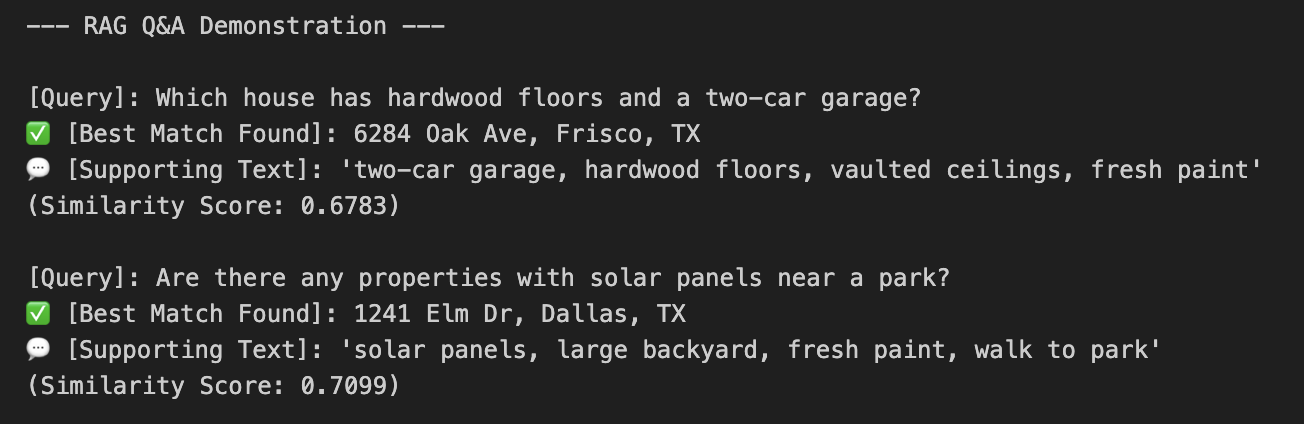 --- RAG Q&A Demonstration ---
[Query]: Which house has hardwood floors and a two-car garage?
✅ [Best Match Found]: 6284 Oak Ave, Frisco, TX
💬 [Supporting Text]: 'two-car garage, hardwood floors, vaulted ceilings, fresh paint'
(Similarity Score: 0.6783)
[Query]: Are there any properties with solar panels near a park?
✅ [Best Match Found]: 1241 Elm Dr, Dallas, TX
💬 [Supporting Text]: 'solar panels, large backyard, fresh paint, walk to park'
(Similarity Score: 0.7099)